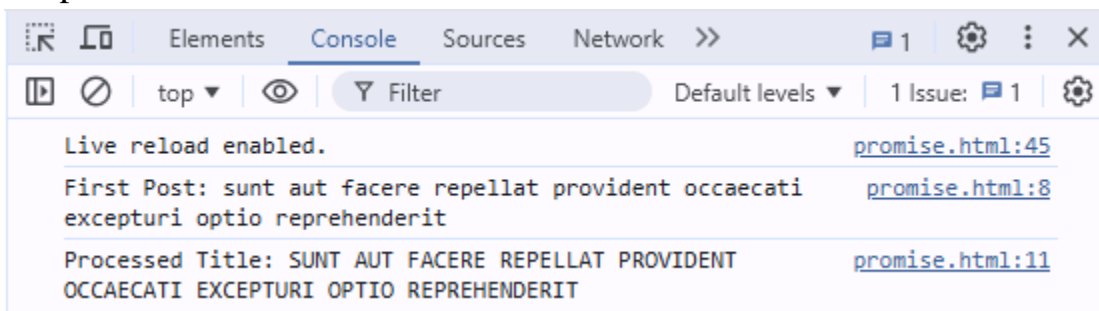 Elements Console Sources Network >> 1
top ▼ Filter Default levels ▼ 1 Issue: 1
Live reload enabled. promise.html:45
First Post: sunt aut facere repellat provident occaecati promise.html:8
excepturi optio reprehenderit
Processed Title: SUNT AUT FACERE REPELLAT PROVIDENT promise.html:11
OCCAECATI EXCEPTURI OPTIO REPREHENDERIT